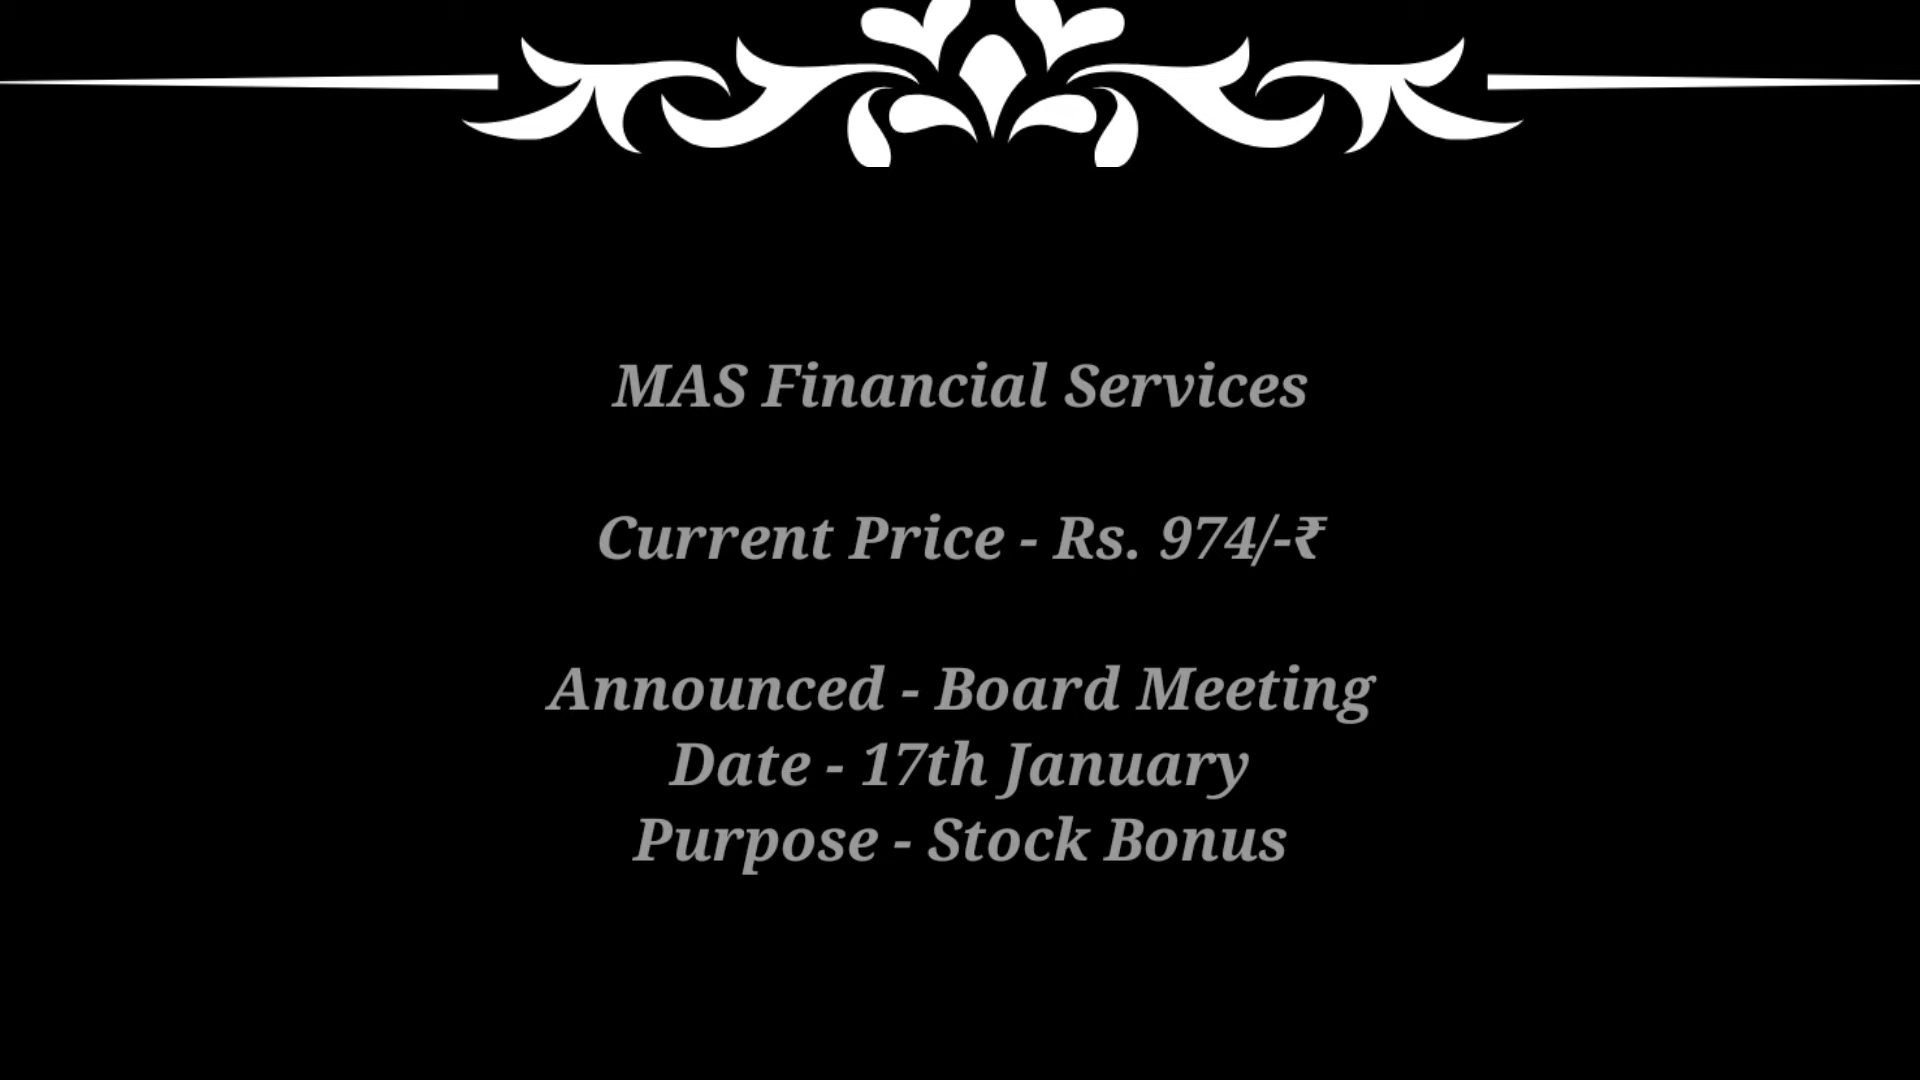 MAS Financial Services
Current Price - Rs. 974/-₹
Announced - Board Meeting
Date - 17th January
Purpose - Stock Bonus